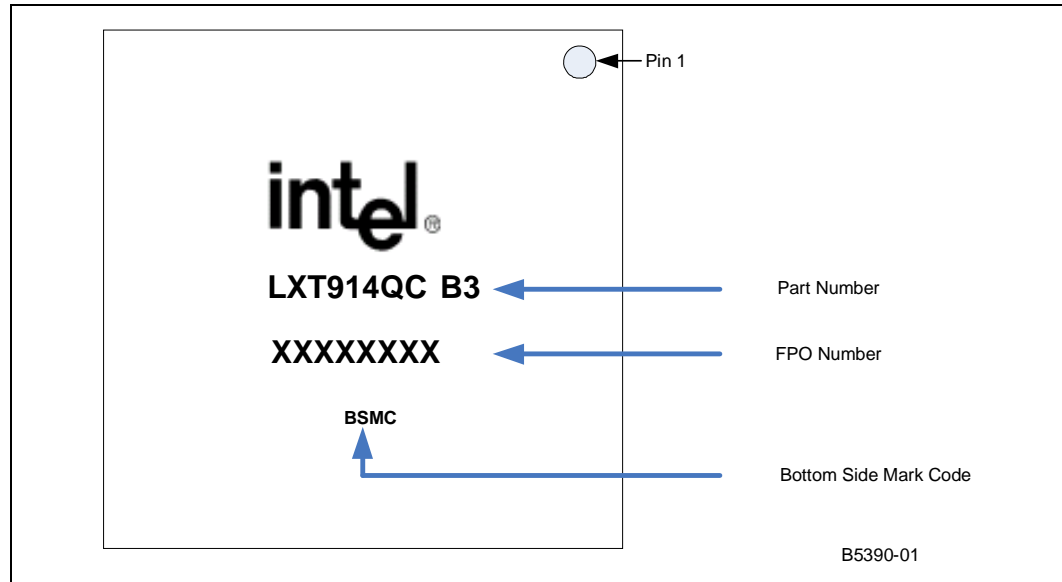 Pin 1
intel®
LXT914QC B3
Part Number
XXXXXXXX
FPO Number
BSMC
Bottom Side Mark Code
B5390-01